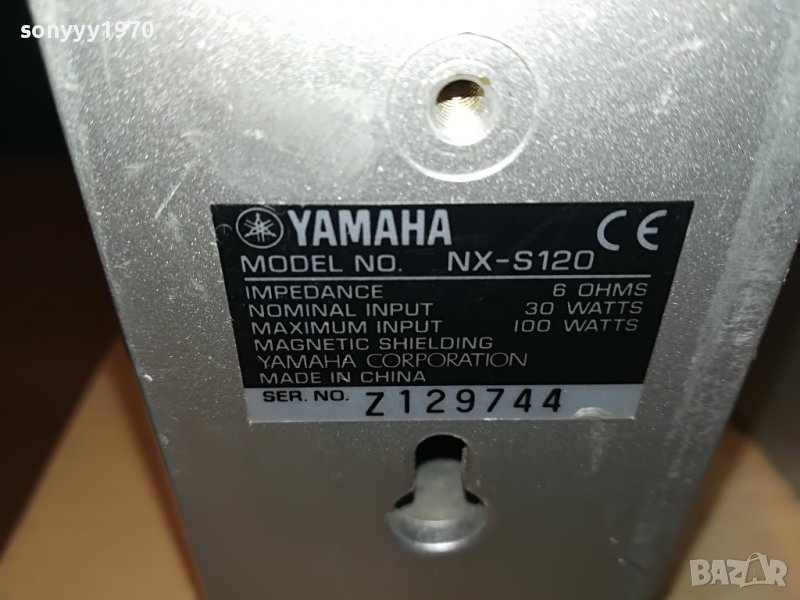 sonyyy1970
YAMAHA CE
MODEL NO. NX-S120
IMPEDANCE 6 OHMS
NOMINAL INPUT 30 WATTS
MAXIMUM INPUT 100 WATTS
MAGNETIC SHIELDING
YAMAHA CORPORATION
MADE IN CHINA
SER. NO. Z129744
BAZAR